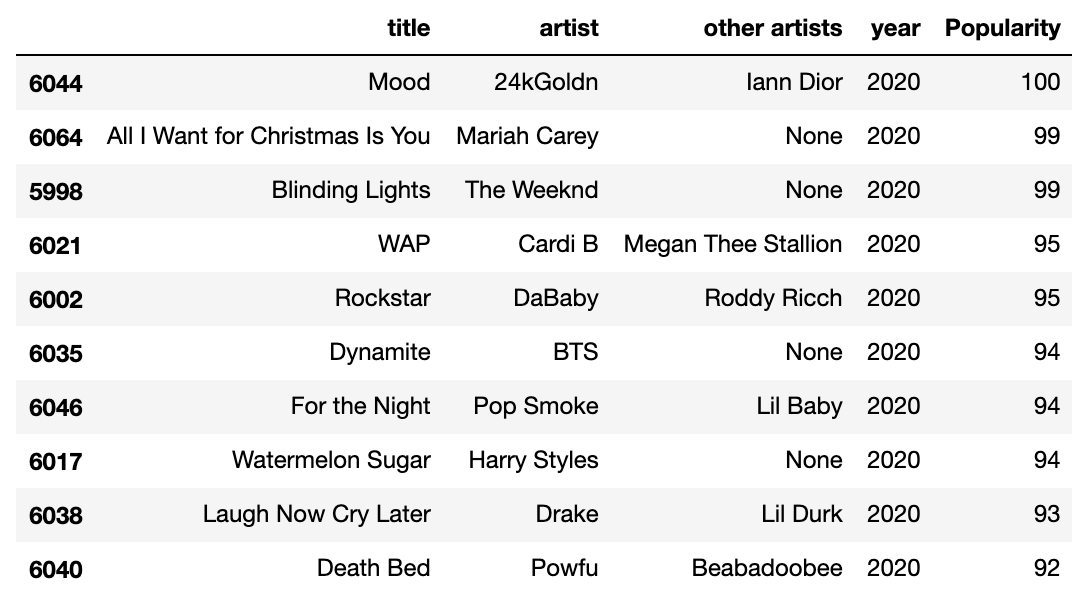 title artist other artists year Popularity
6044 Mood 24kGoldn Iann Dior 2020 100
6064 All I Want for Christmas Is You Mariah Carey None 2020 99
5998 Blinding Lights The Weeknd None 2020 99
6021 WAP Cardi B Megan Thee Stallion 2020 95
6002 Rockstar DaBaby Roddy Ricch 2020 95
6035 Dynamite BTS None 2020 94
6046 For the Night Pop Smoke Lil Baby 2020 94
6017 Watermelon Sugar Harry Styles None 2020 94
6038 Laugh Now Cry Later Drake Lil Durk 2020 93
6040 Death Bed Powfu Beabadoobee 2020 92